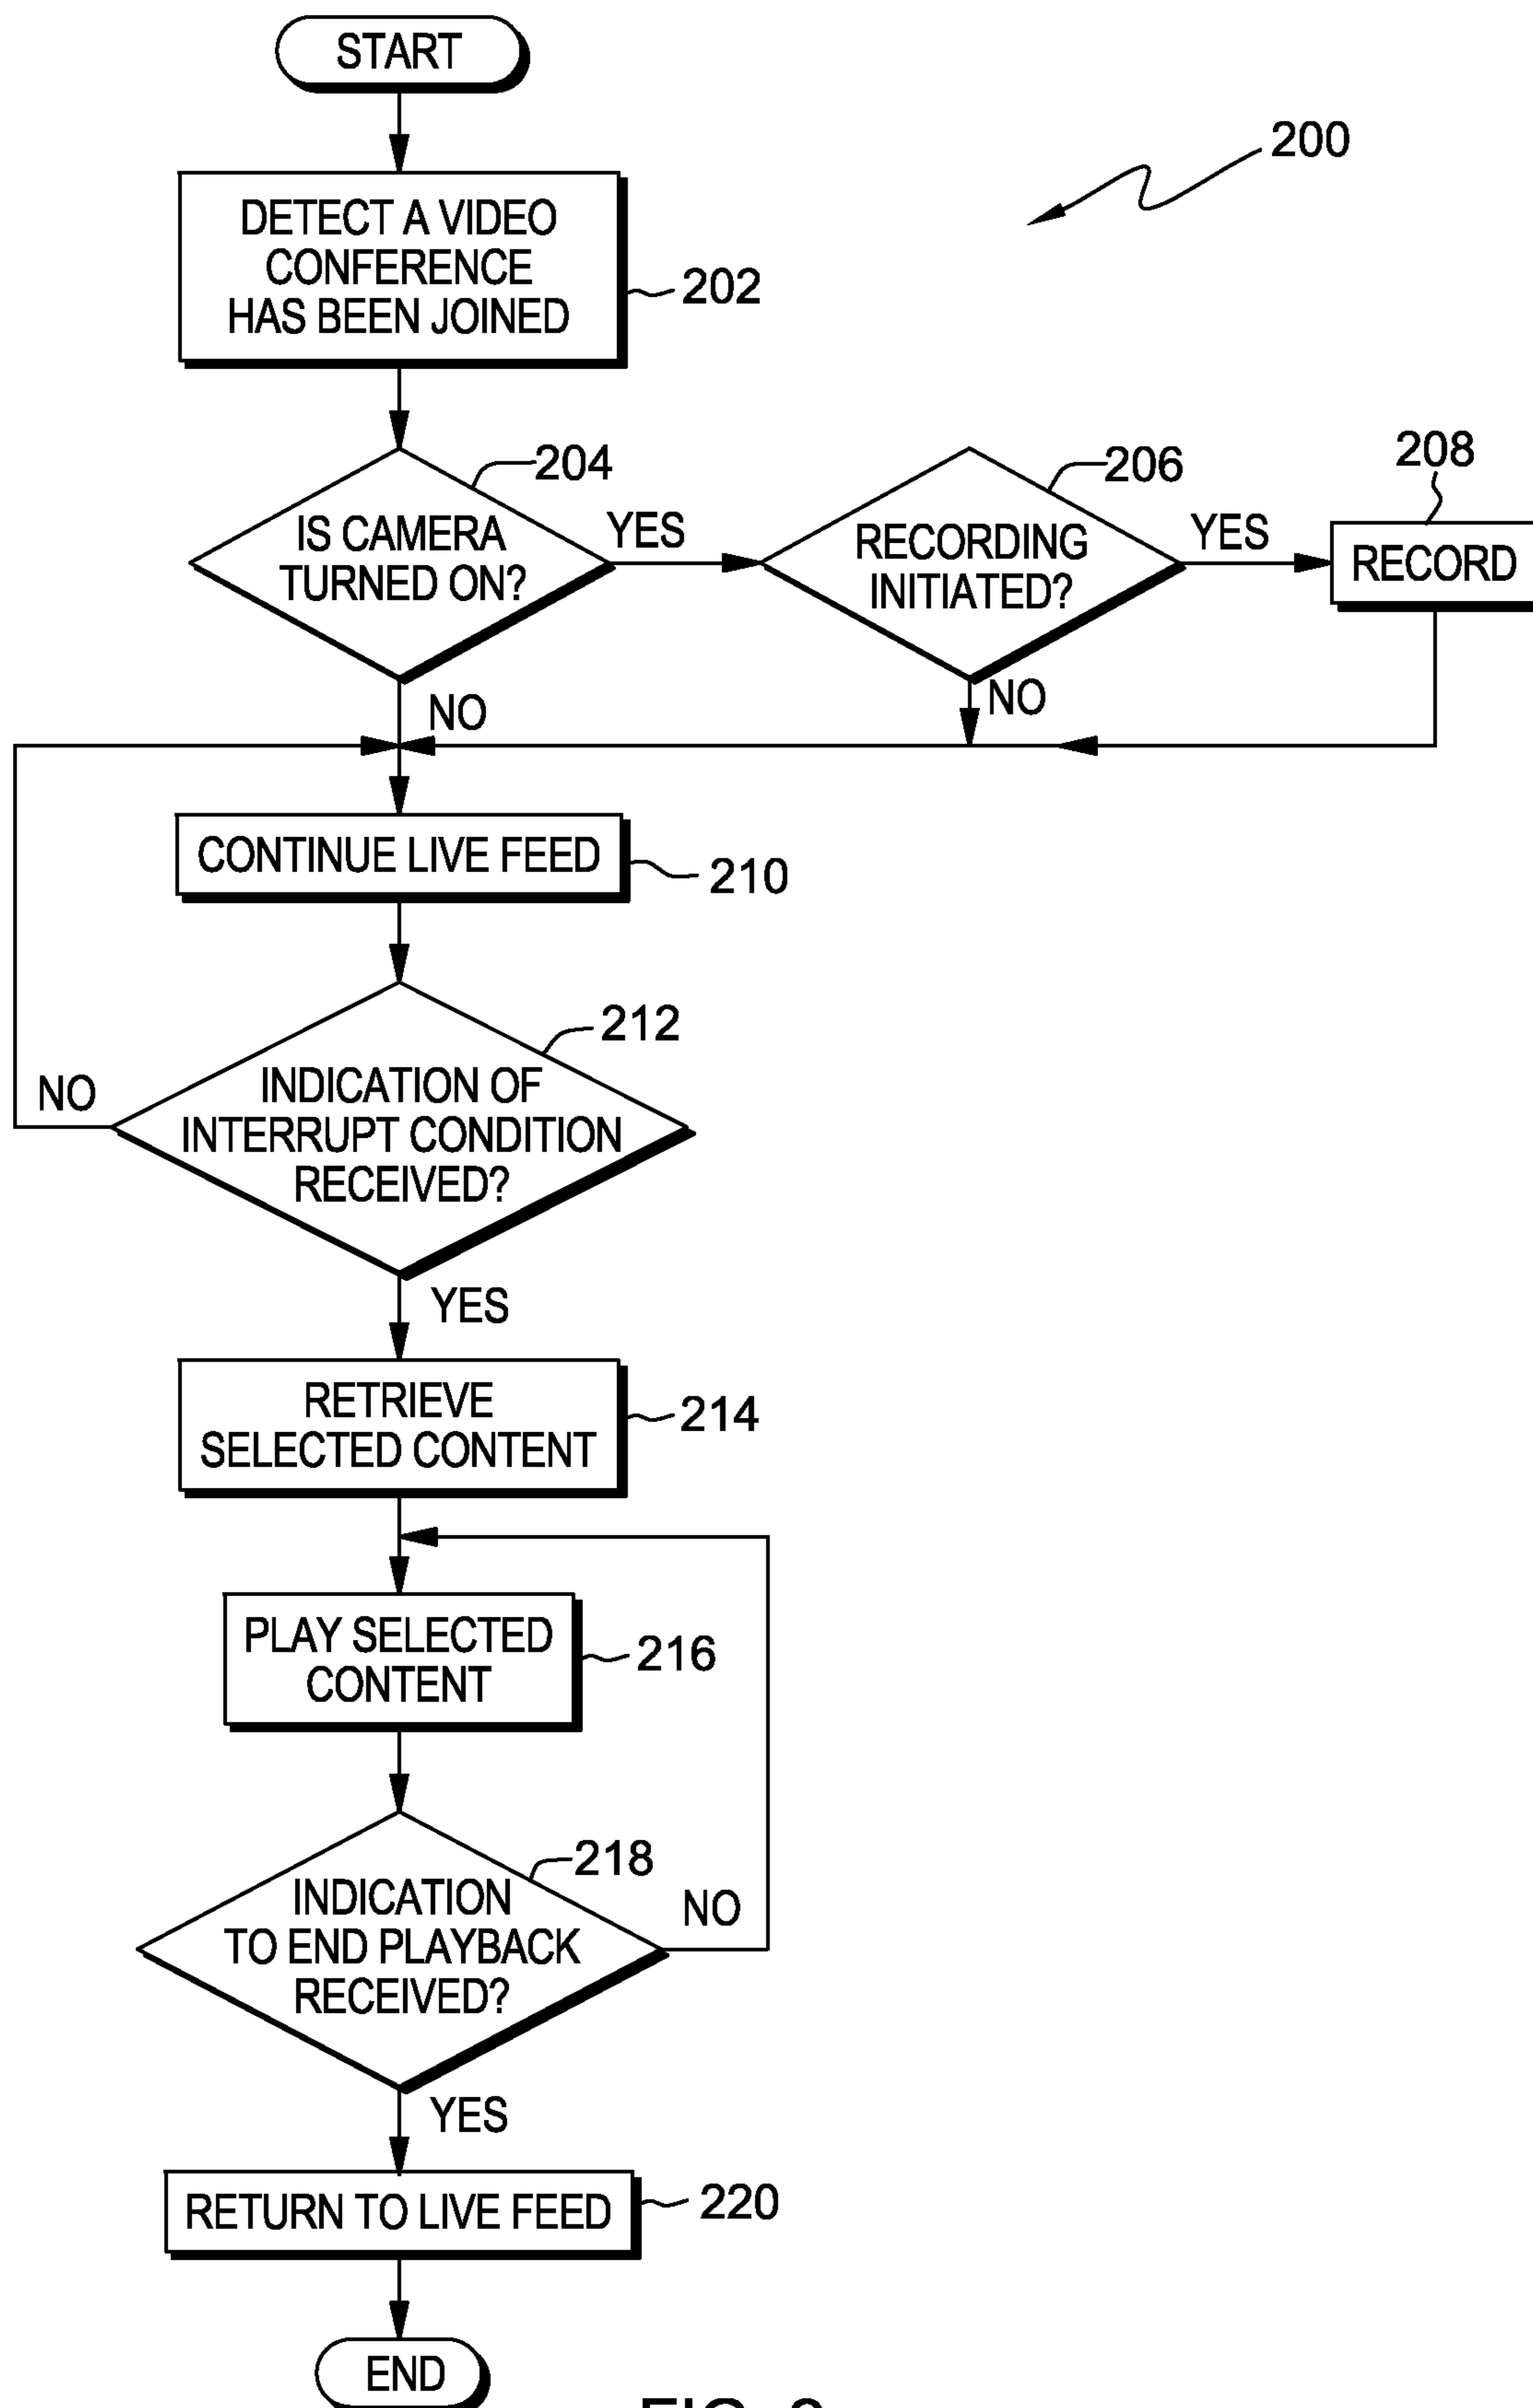 START
200
DETECT A VIDEO
CONFERENCE
HAS BEEN JOINED
202
204
IS CAMERA
TURNED ON?
YES
206
RECORDING
INITIATED?
YES
208
RECORD
NO
NO
CONTINUE LIVE FEED
210
212
INDICATION OF
INTERRUPT CONDITION
RECEIVED?
NO
YES
RETRIEVE
SELECTED CONTENT
214
PLAY SELECTED
CONTENT
216
218
INDICATION
TO END PLAYBACK
RECEIVED?
NO
YES
RETURN TO LIVE FEED
220
END
FIG.